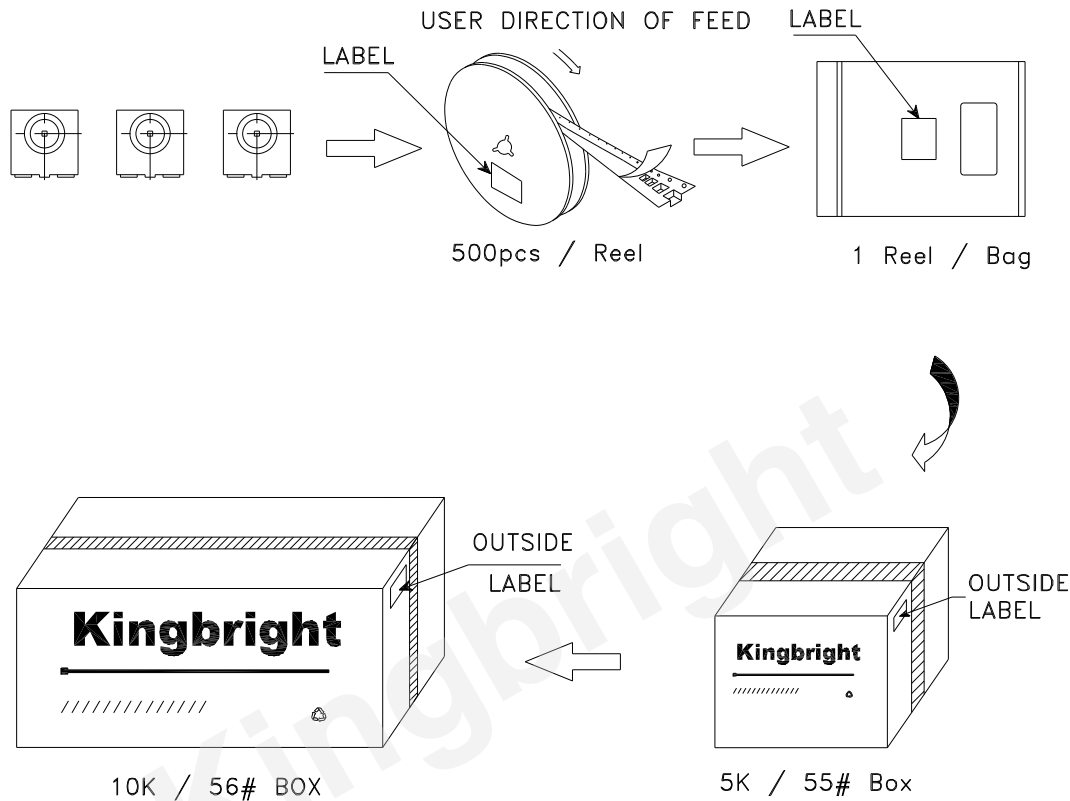 USER DIRECTION OF FEED
LABEL
LABEL
500pcs / Reel
1 Reel / Bag
OUTSIDE
LABEL
Kingbright
10K / 56# BOX
OUTSIDE
LABEL
Kingbright
5K / 55# Box
Kingbright